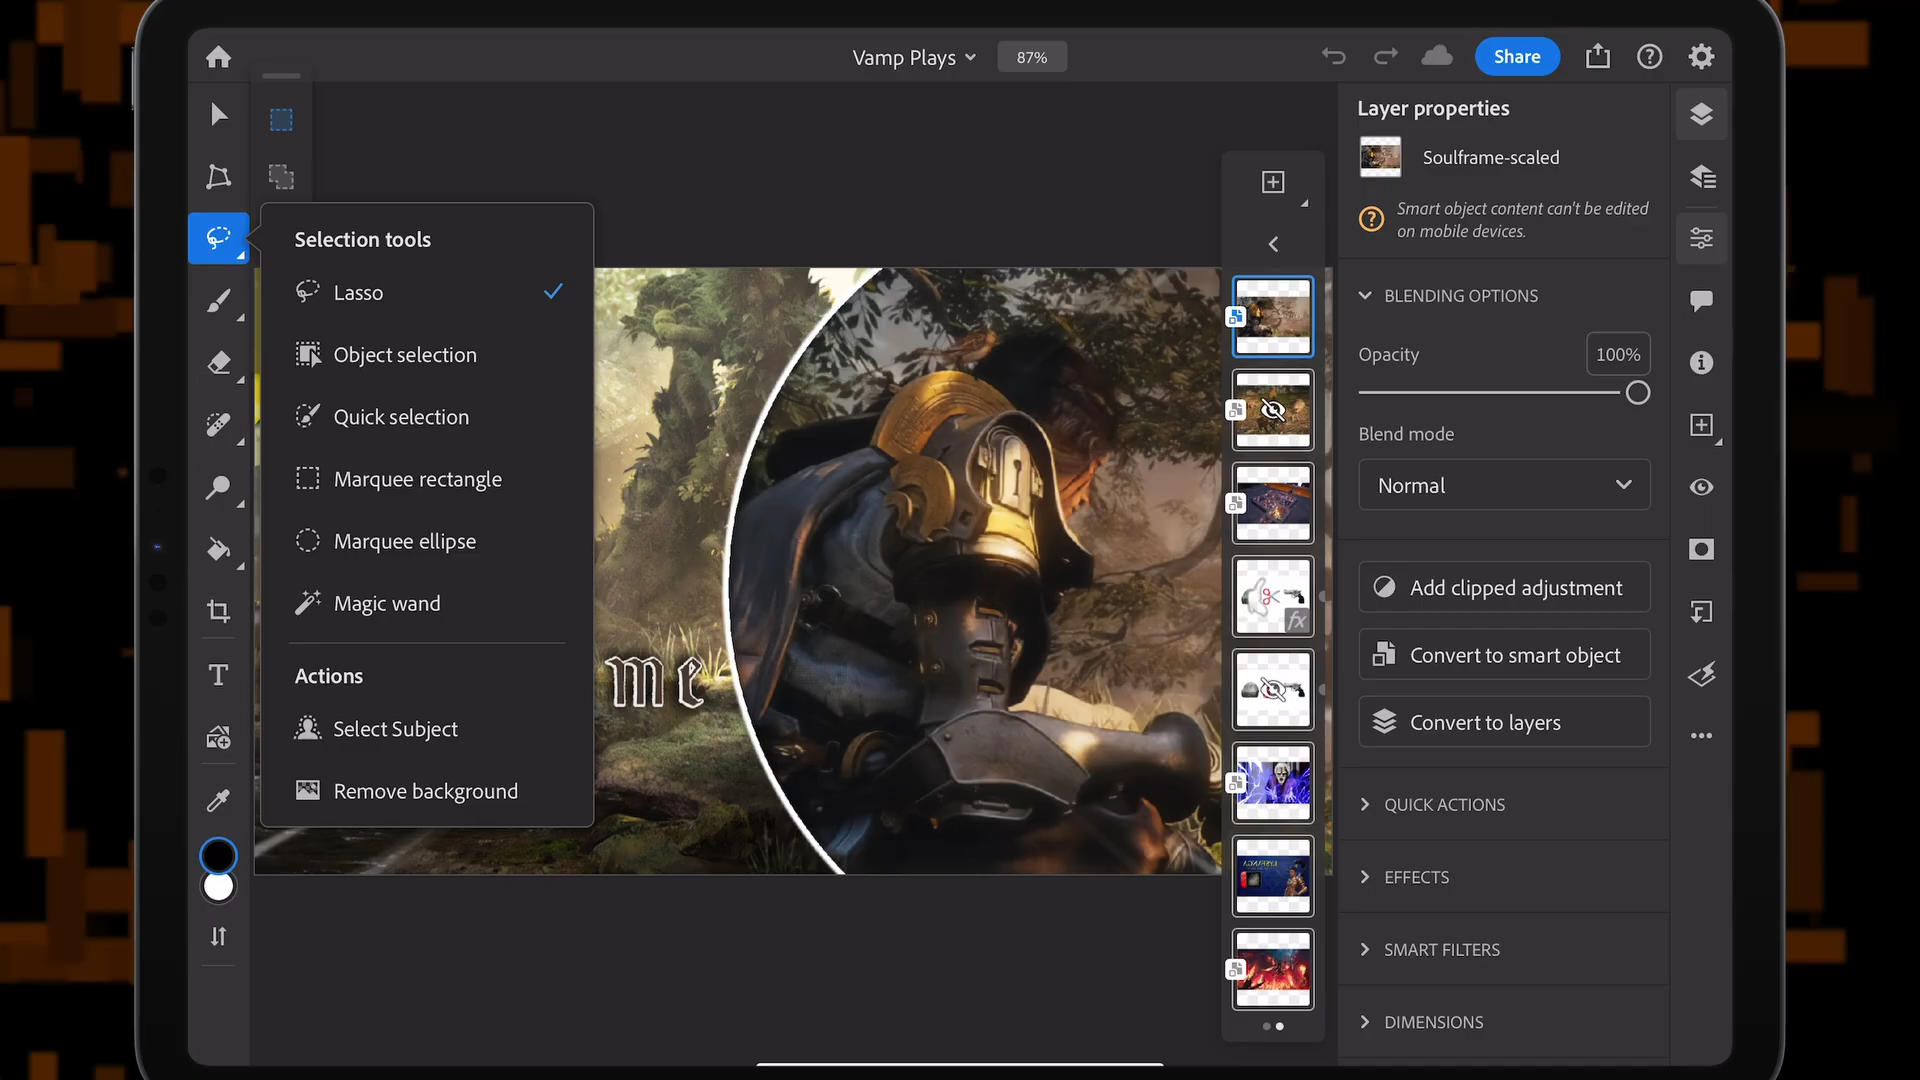 Vamp Plays
87%
Share
Selection tools
Lasso
Object selection
Quick selection
Marquee rectangle
Marquee ellipse
Magic wand
Actions
Select Subject
Remove background
me
fx
T
Layer properties
Soulframe-scaled
Smart object content can't be edited
on mobile devices.
BLENDING OPTIONS
Opacity
100%
Blend mode
Normal
Add clipped adjustment
Convert to smart object
Convert to layers
QUICK ACTIONS
EFFECTS
SMART FILTERS
DIMENSIONS